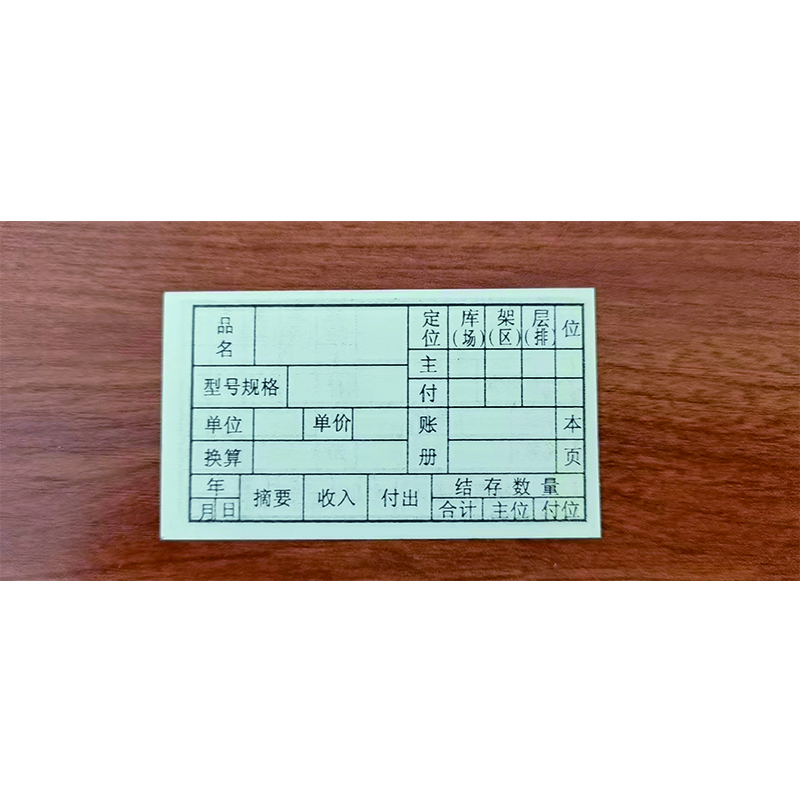 品名 定位 库(场) 架(区) 层(排) 位
主
型号规格 付
单位 单价 账册 本
换算 页
年 摘要 收入 付出 结存数量
月 日 合计 主位 付位